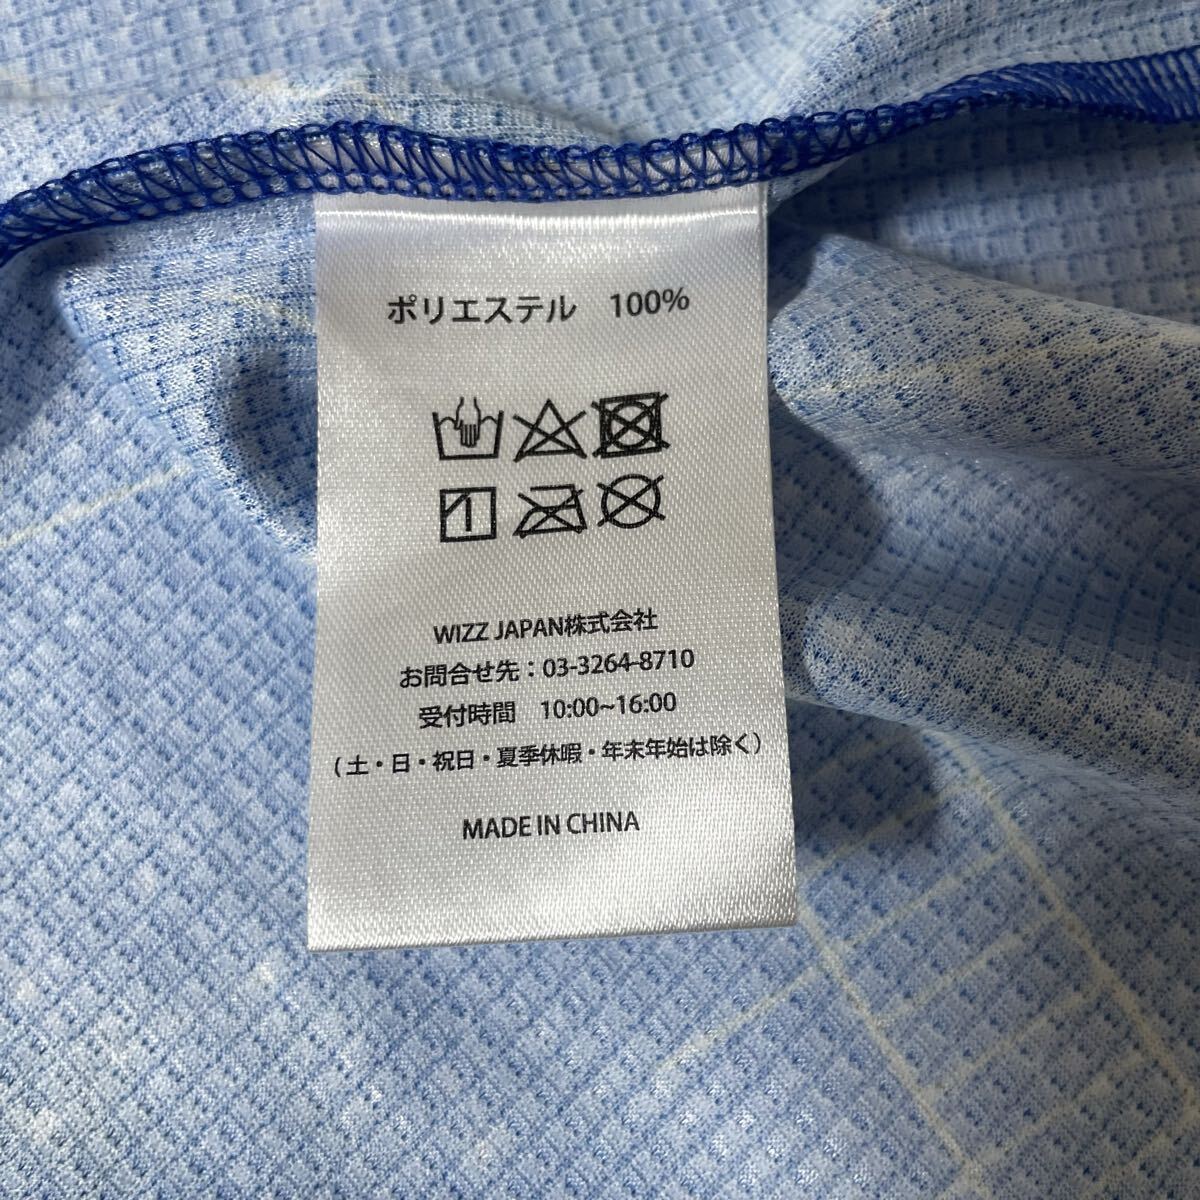 ポリエステル　100%
WIZZ JAPAN株式会社
お問合せ先：03-3264-8710
受付時間　10:00~16:00
(土・日・祝日・夏季休暇・年末年始は除く)
MADE IN CHINA